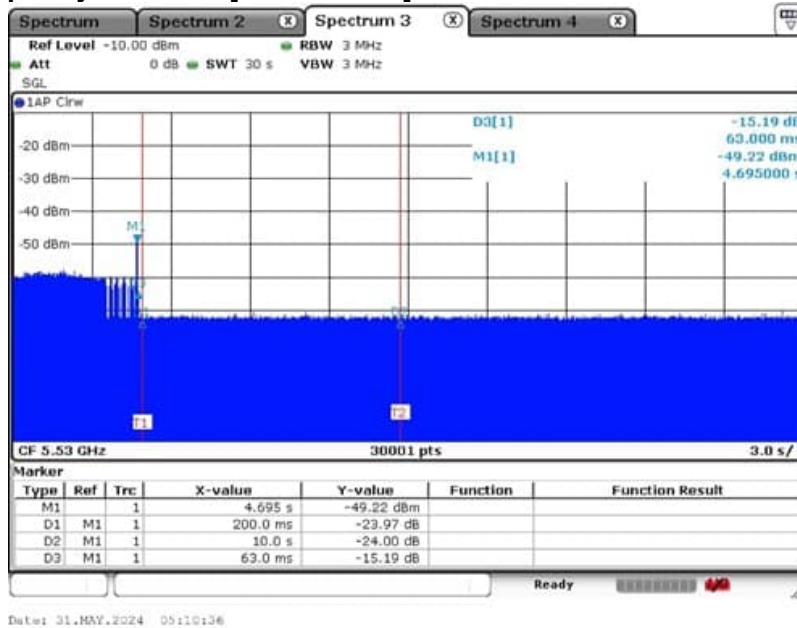 Spectrum Spectrum 2 X Spectrum 3 X Spectrum 4 X
Ref Level -10.00 dBm RBW 3 MHz
Att 0 dB SWT 30 s VBW 3 MHz
SGL
1AP Clrw
D3[1] -15.19 dB
63.000 ms
M1[1] -49.22 dBm
4.695000 s
-20 dBm
-30 dBm
-40 dBm
M1
-50 dBm
T1 T2
CF 5.53 GHz 30001 pts 3.0 s/
Marker
Type Ref Trc X-value Y-value Function Function Result
M1 1 4.695 s -49.22 dBm
D1 M1 1 200.0 ms -23.97 dB
D2 M1 1 10.0 s -24.00 dB
D3 M1 1 63.0 ms -15.19 dB
Ready
Date: 31.MAY.2024 05:10:36